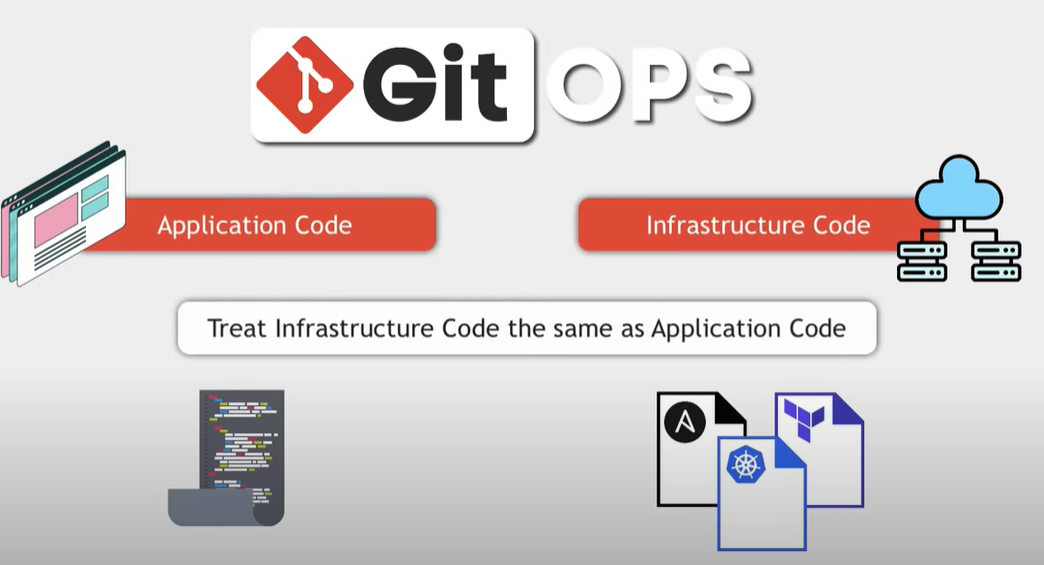 Git OPS
Application Code
Infrastructure Code
Treat Infrastructure Code the same as Application Code